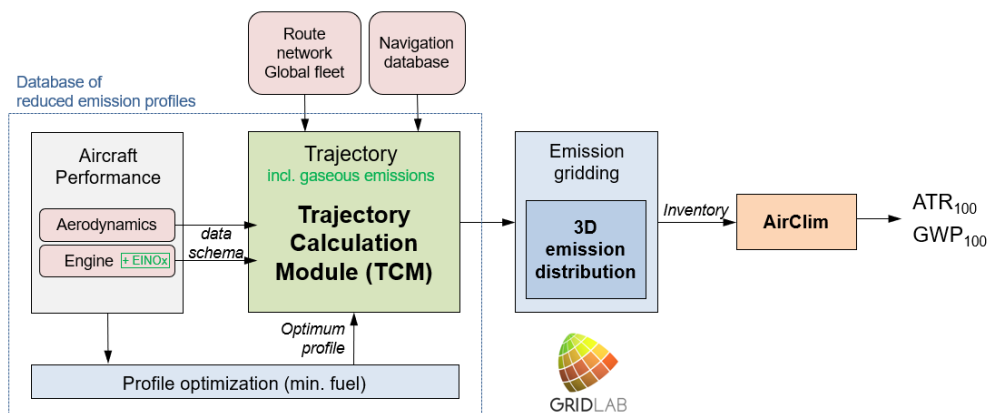 Route
network
Global fleet
Navigation
database
Database of
reduced emission profiles
Aircraft
Performance
Aerodynamics
Engine + EINOx
data
schema
Trajectory
incl. gaseous emissions
Trajectory
Calculation
Module (TCM)
Optimum
profile
Profile optimization (min. fuel)
Emission
gridding
3D
emission
distribution
Inventory
AirClim
ATR₁₀₀
GWP₁₀₀
GRIDLAB